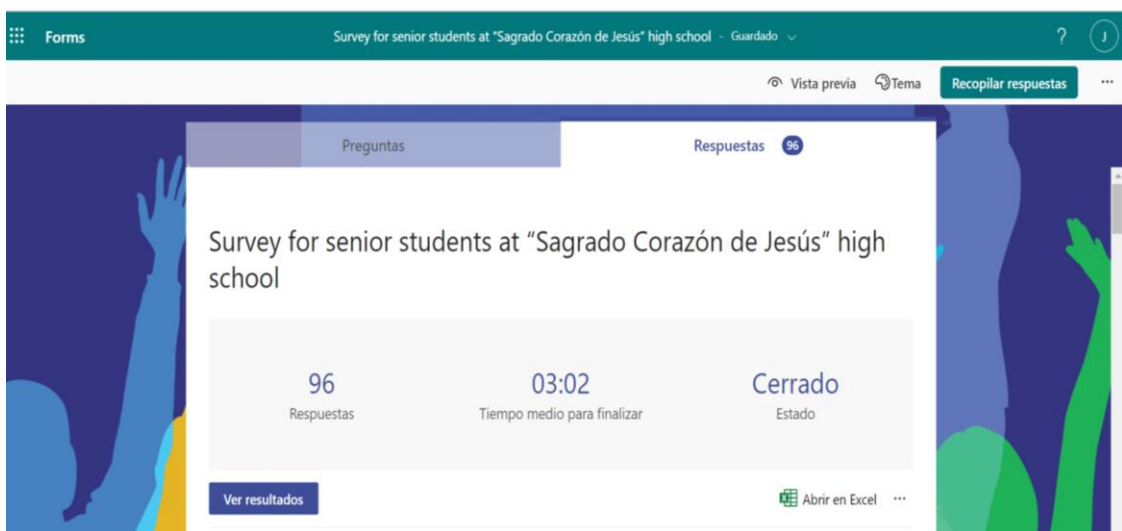 Forms
Survey for senior students at "Sagrado Corazón de Jesús" high school - Guardado
?
J
Vista previa
Tema
Recopilar respuestas
...
Preguntas
Respuestas 96
Survey for senior students at “Sagrado Corazón de Jesús” high
school
96
Respuestas
03:02
Tiempo medio para finalizar
Cerrado
Estado
Ver resultados
Abrir en Excel
...